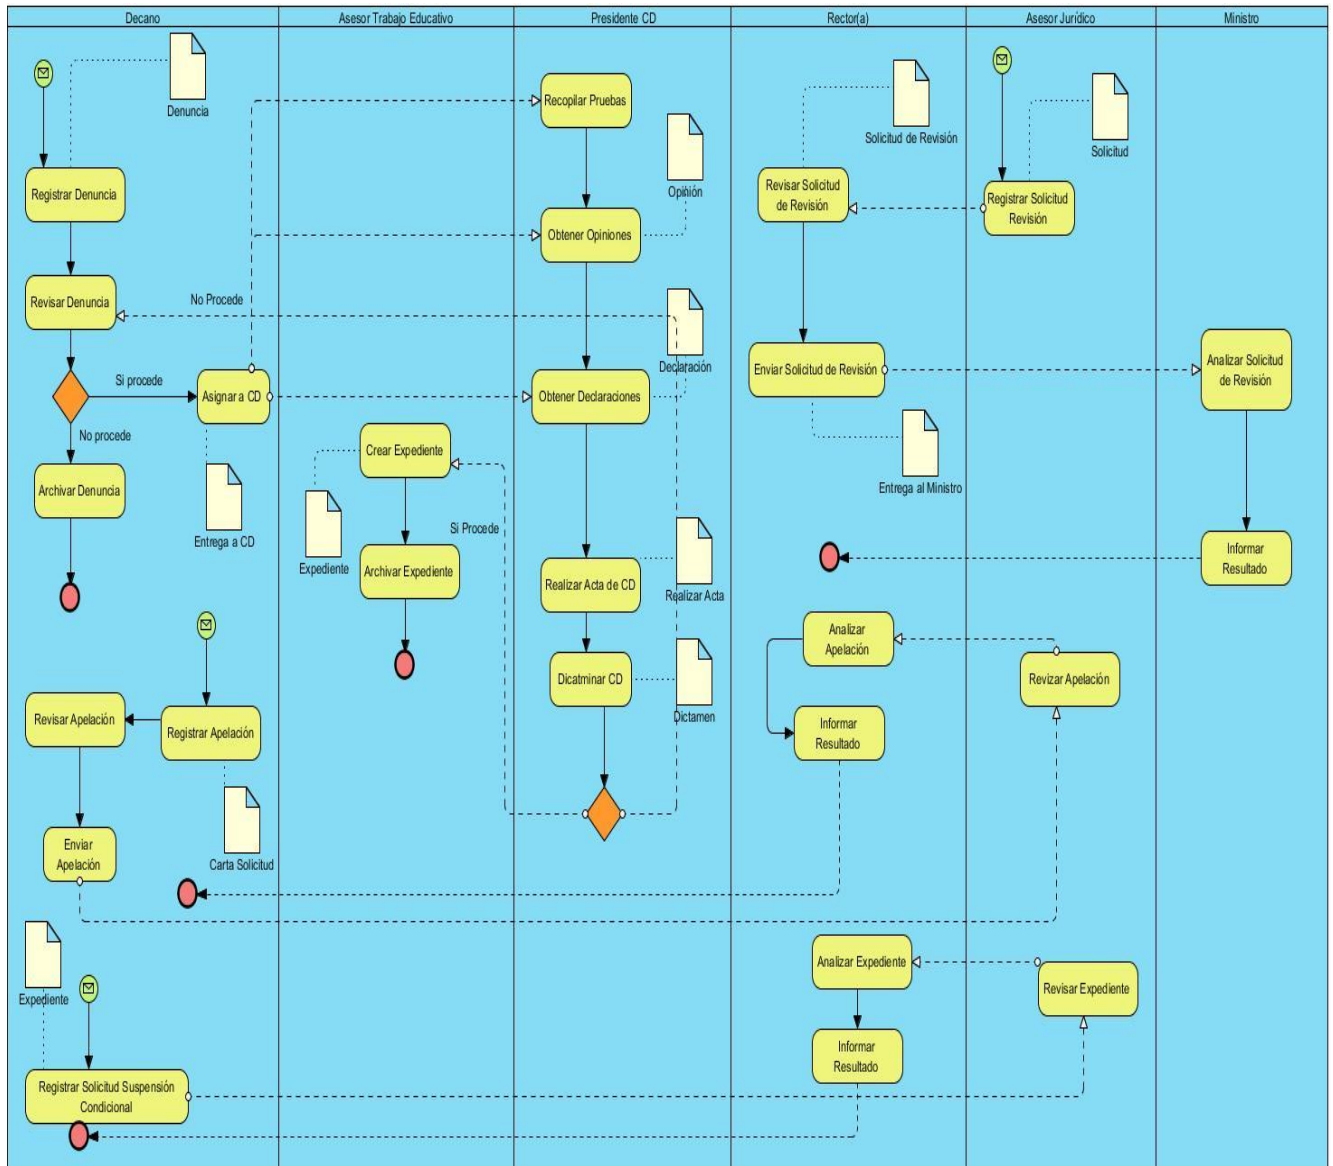 Decano
Asesor Trabajo Educativo
Presidente CD
Rector(a)
Asesor Jurídico
Ministro
Denuncia
Registrar Denuncia
Revisar Denuncia
No Procede
Si procede
Asignar a CD
No procede
Archivar Denuncia
Entrega a CD
Registrar Apelación
Revisar Apelación
Carta Solicitud
Enviar
Apelación
Expediente
Registrar Solicitud Suspensión
Condicional
Crear Expediente
Expediente
Archivar Expediente
Si Procede
Recopilar Pruebas
Opinión
Obtener Opiniones
Declaración
Obtener Declaraciones
Realizar Acta de CD
Realizar Acta
Dicatminar CD
Dictamen
Solicitud de Revisión
Revisar Solicitud
de Revisión
Enviar Solicitud de Revisión
Entrega al Ministro
Analizar
Apelación
Informar
Resultado
Analizar Expediente
Informar
Resultado
Solicitud
Registrar Solicitud
Revisión
Revizar Apelación
Revisar Expediente
Analizar Solicitud
de Revisión
Informar
Resultado